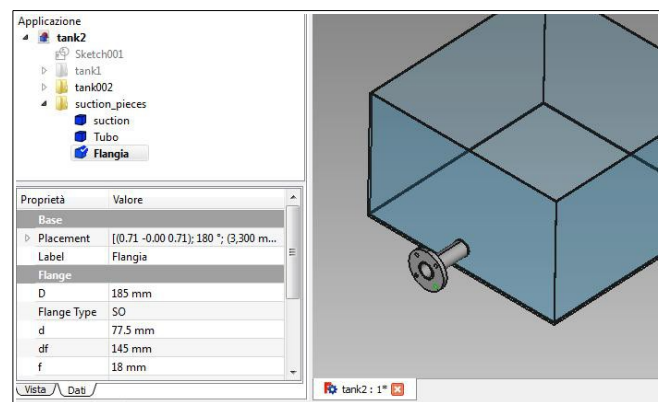 Applicazione
tank2
Sketch001
tank1
tank002
suction_pieces
suction
Tubo
Flangia
Proprietà Valore
Base
Placement [(0.71 -0.00 0.71); 180 °; (3,300 m...
Label Flangia
Flange
D 185 mm
Flange Type SO
d 77.5 mm
df 145 mm
f 18 mm
Vista Dati
tank2 : 1*